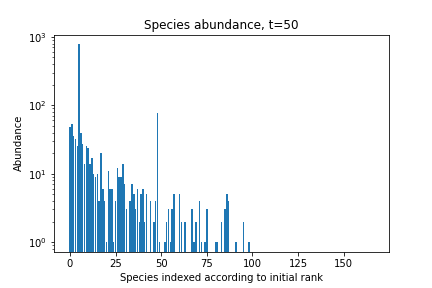 Species abundance, t=50
10³
10²
10¹
10⁰
Abundance
0 25 50 75 100 125 150
Species indexed according to initial rank